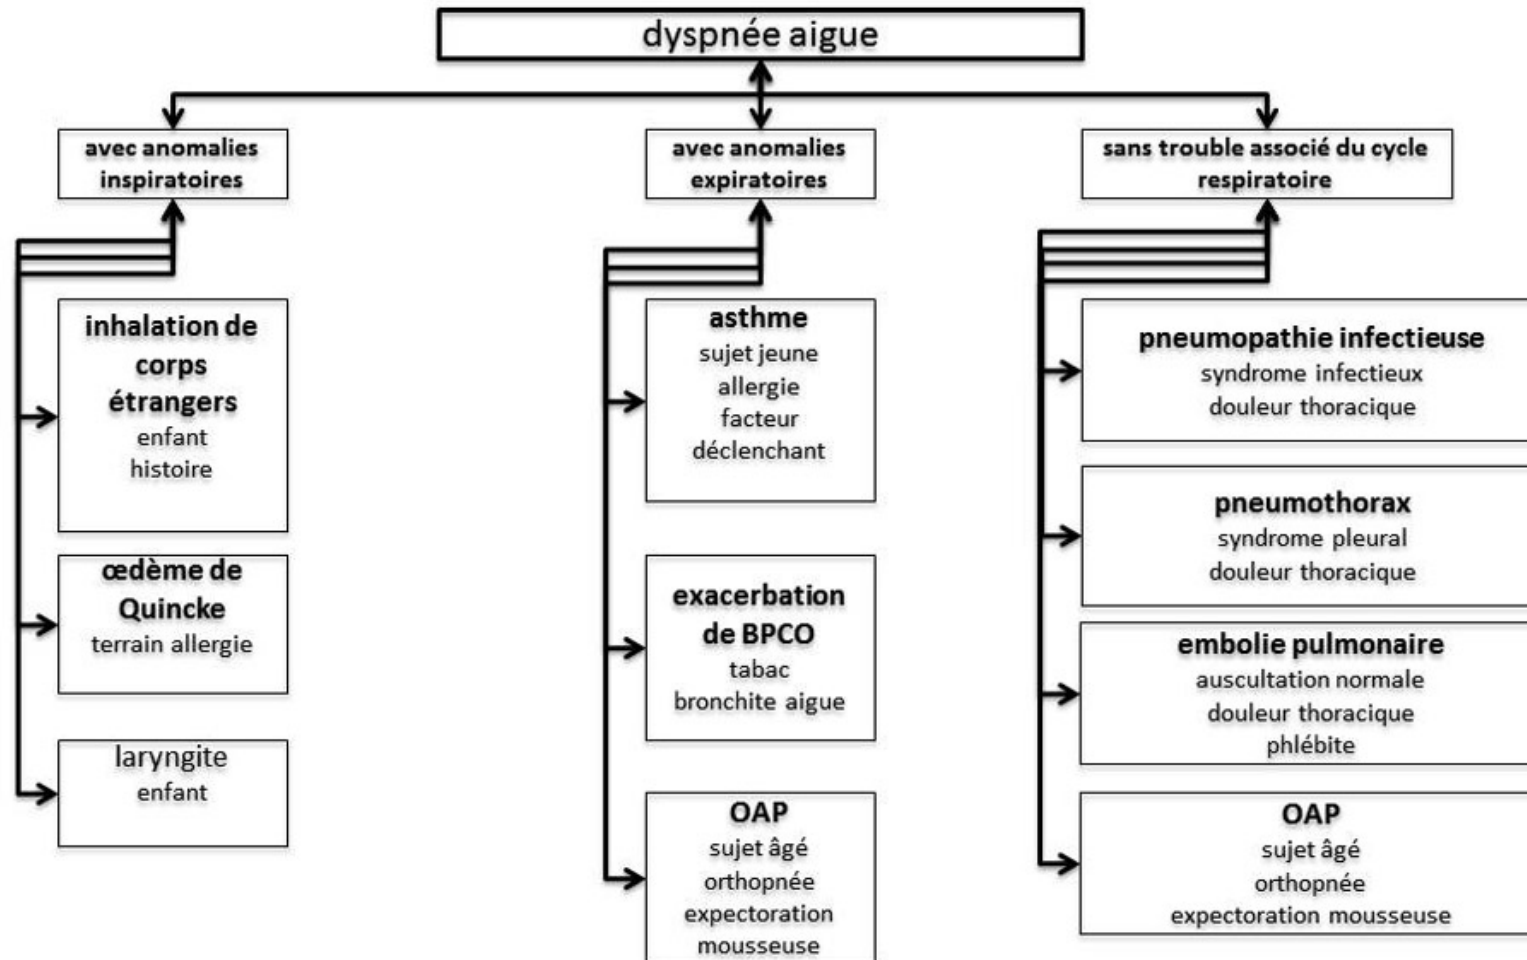 dyspnée aigue
avec anomalies
inspiratoires
avec anomalies
expiratoires
sans trouble associé du cycle
respiratoire
inhalation de
corps
étrangers
enfant
histoire
œdème de
Quincke
terrain allergie
laryngite
enfant
asthme
sujet jeune
allergie
facteur
déclenchant
exacerbation
de BPCO
tabac
bronchite aigue
OAP
sujet âgé
orthopnée
expectoration
mousseuse
pneumopathie infectieuse
syndrome infectieux
douleur thoracique
pneumothorax
syndrome pleural
douleur thoracique
embolie pulmonaire
auscultation normale
douleur thoracique
phlébite
OAP
sujet âgé
orthopnée
expectoration mousseuse